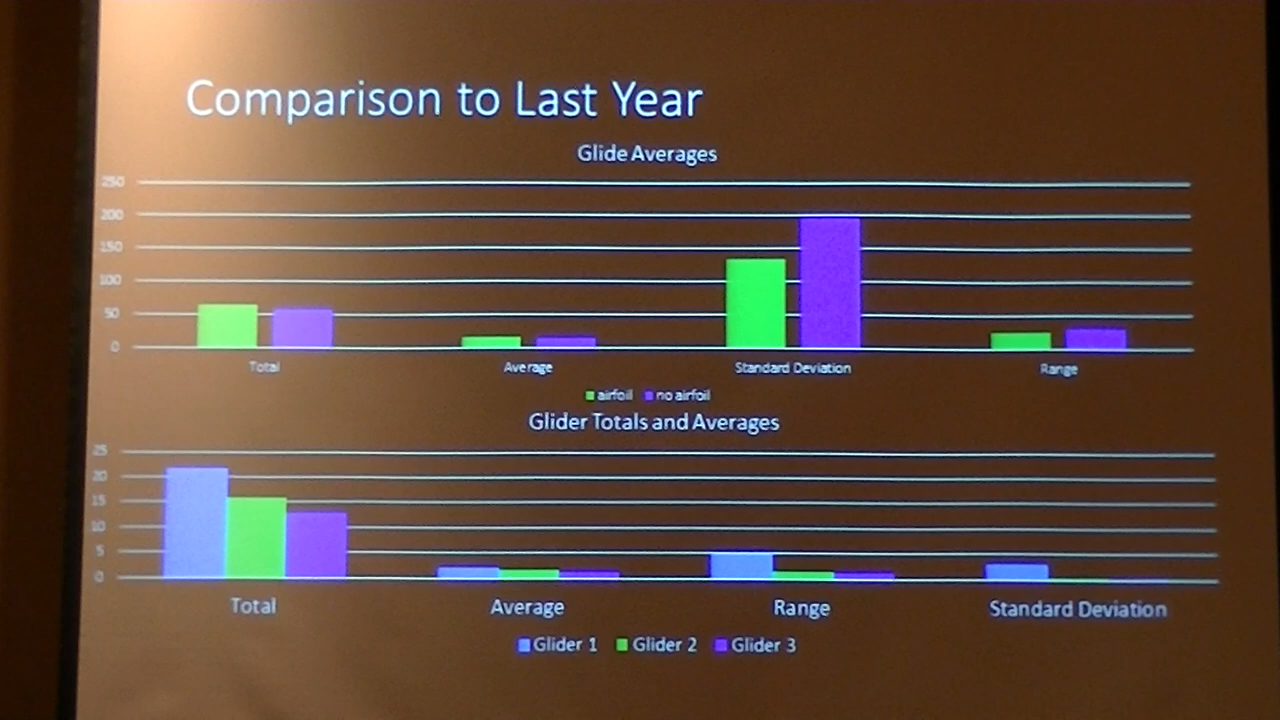 Comparison to Last Year
Glide Averages
250
200
150
100
50
0
Total Average Standard Deviation Range
airfoil no airfoil
Glider Totals and Averages
25
20
15
10
5
0
Total Average Range Standard Deviation
Glider 1 Glider 2 Glider 3